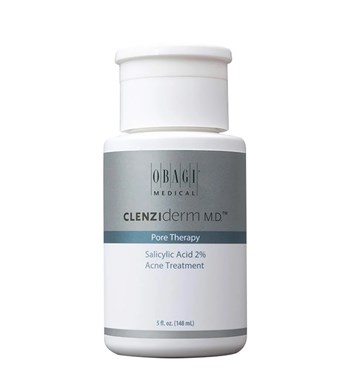 OBAGI
MEDICAL
CLENZIderm M.D.™
Pore Therapy
Salicylic Acid 2%
Acne Treatment
5 fl. oz. (148 mL)